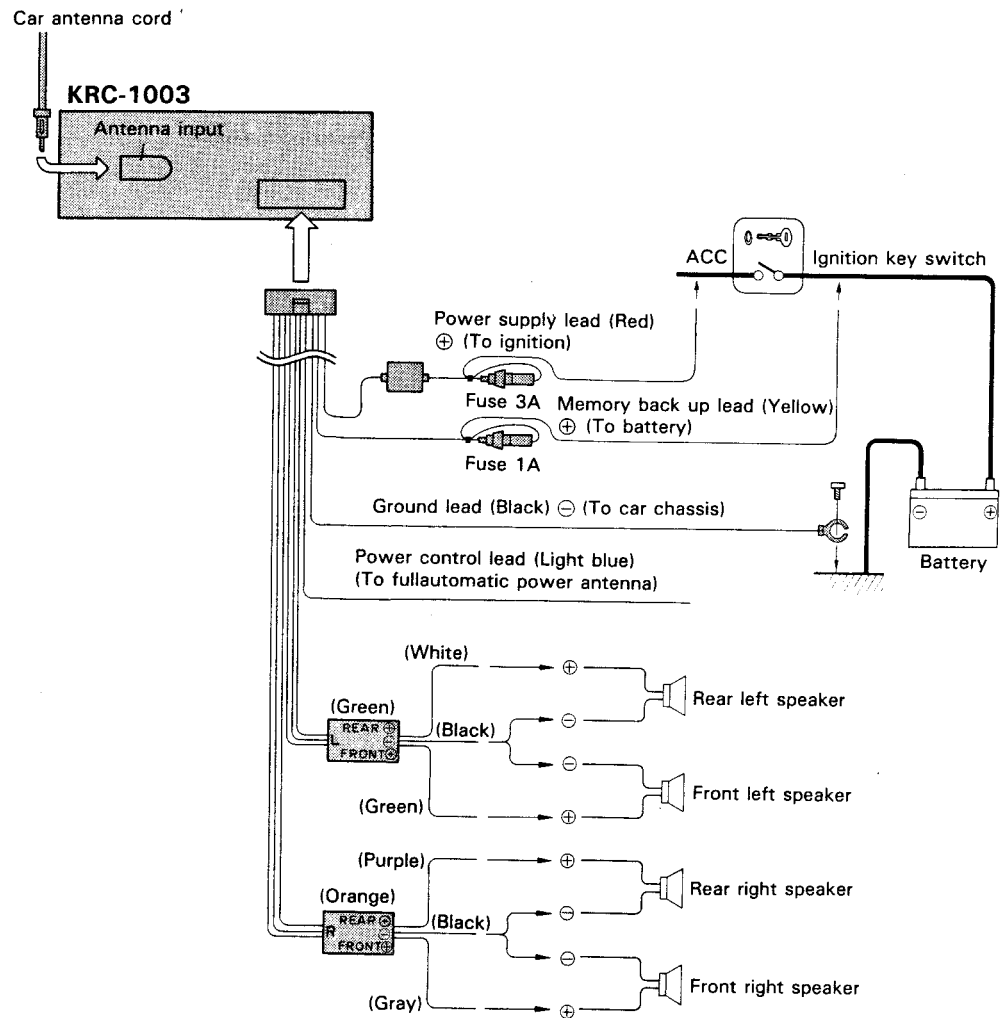 Car antenna cord
KRC-1003
Antenna input
ACC
Ignition key switch
Power supply lead (Red)
⊕ (To ignition)
Fuse 3A
Memory back up lead (Yellow)
⊕ (To battery)
Fuse 1A
Ground lead (Black) ⊖ (To car chassis)
⊖ ⊕
Battery
Power control lead (Light blue)
(To fullautomatic power antenna)
(White)
⊕
Rear left speaker
(Green)
REAR ⊕
L ⊖
FRONT ⊕
(Black)
⊖
⊖
Front left speaker
(Green)
⊕
(Purple)
⊕
Rear right speaker
(Orange)
REAR ⊕
R ⊖
FRONT ⊕
(Black)
⊖
⊖
Front right speaker
(Gray)
⊕